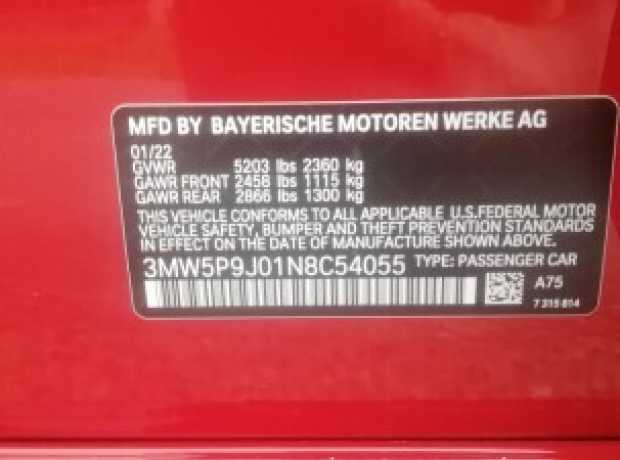 MFD BY BAYERISCHE MOTOREN WERKE AG
01/22
GVWR 5203 lbs 2360 kg
GAWR FRONT 2458 lbs 1115 kg
GAWR REAR 2866 lbs 1300 kg
THIS VEHICLE CONFORMS TO ALL APPLICABLE U.S.FEDERAL MOTOR
VEHICLE SAFETY, BUMPER, AND THEFT PREVENTION STANDARDS
IN EFFECT ON THE DATE OF MANUFACTURE SHOWN ABOVE.
3MW5P9J01N8C54055 TYPE: PASSENGER CAR
A75
7 315 814